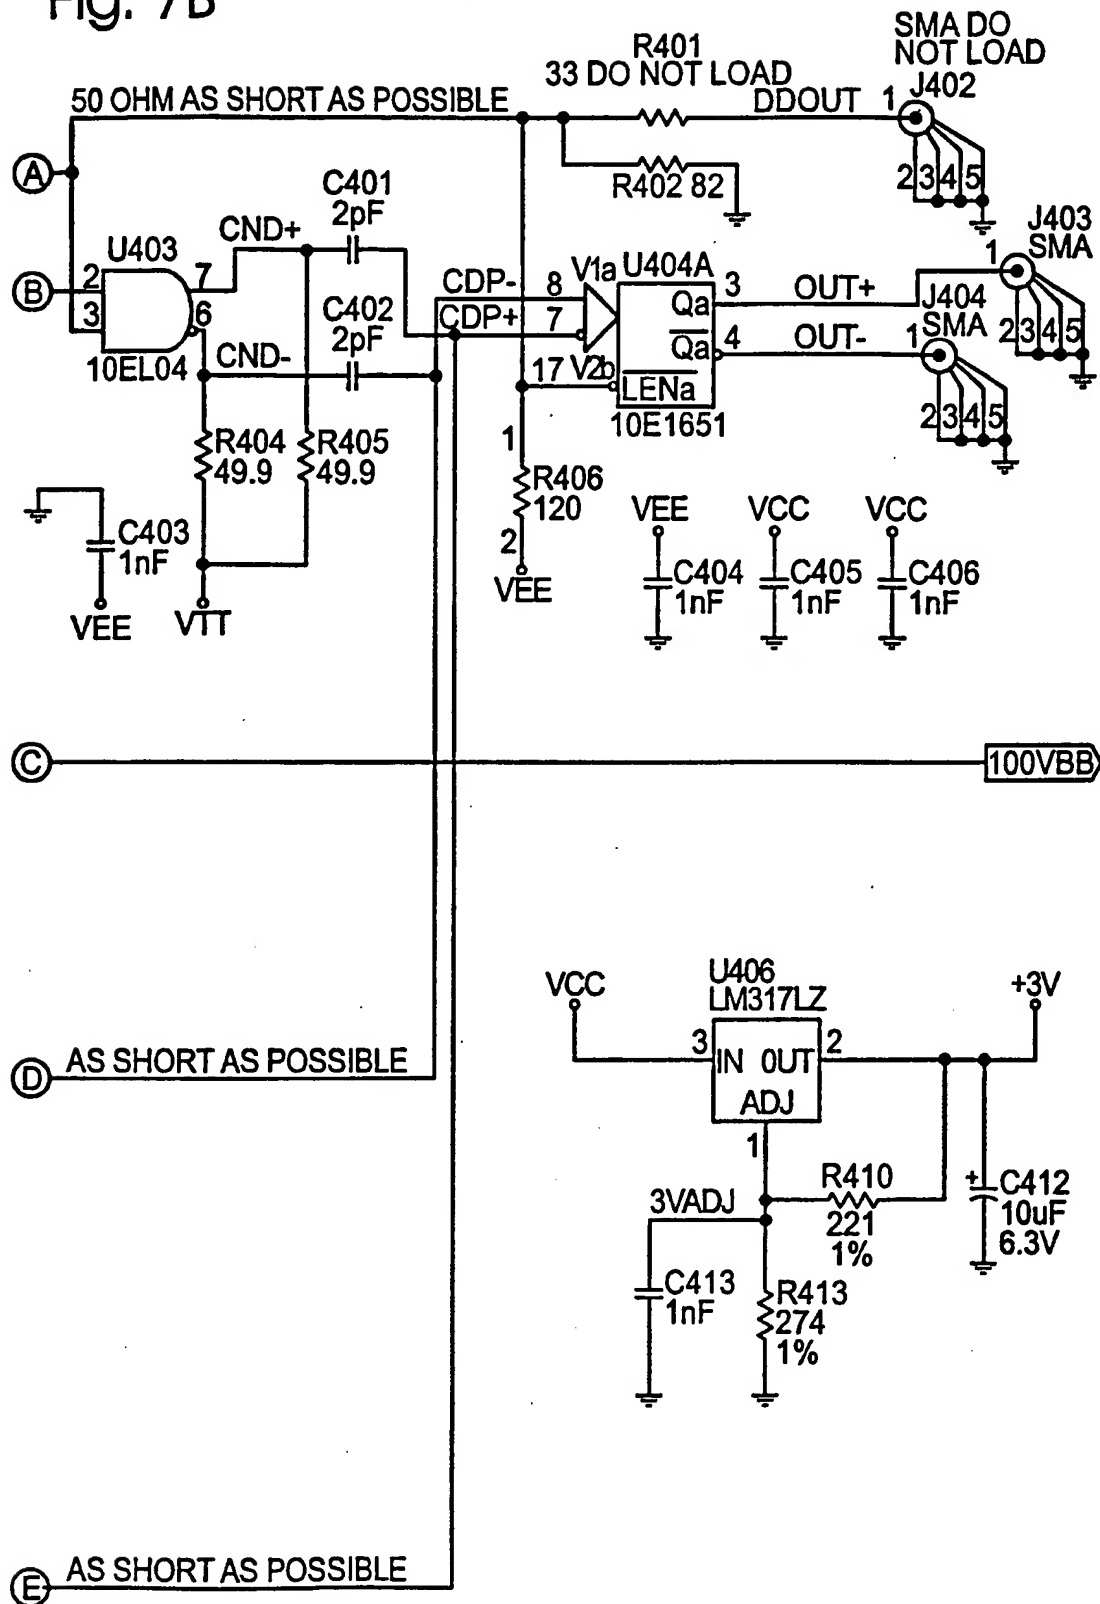 Fig. 7B
SMA DO
NOT LOAD
J402
R401
33 DO NOT LOAD
50 OHM AS SHORT AS POSSIBLE
DDOUT
1
2 3 4 5
A
R402 82
C401
2pF
CND+
U403
B
2
3
7
6
10EL04
C402
2pF
CND-
CDP-
CDP+
8
7
17
V1a
V2b
U404A
Qa
Qa
LENa
10E1651
3
4
OUT+
OUT-
J403
SMA
1
2 3 4 5
J404
SMA
1
2 3 4 5
R404
49.9
R405
49.9
1
R406
120
2
VEE
C403
1nF
VEE
VTT
VEE
C404
1nF
VCC
C405
1nF
VCC
C406
1nF
C
100VBB
D
AS SHORT AS POSSIBLE
VCC
U406
LM317LZ
3
IN 0UT
ADJ
2
1
+3V
3VADJ
R410
221
1%
+
C412
10uF
6.3V
C413
1nF
R413
274
1%
E
AS SHORT AS POSSIBLE